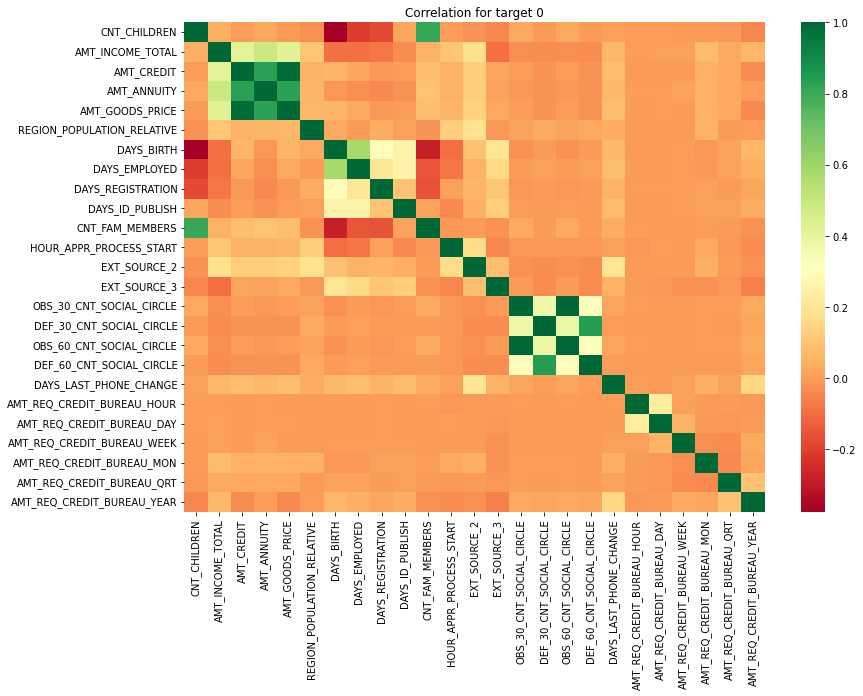 Correlation for target 0
CNT_CHILDREN
AMT_INCOME_TOTAL
AMT_CREDIT
AMT_ANNUITY
AMT_GOODS_PRICE
REGION_POPULATION_RELATIVE
DAYS_BIRTH
DAYS_EMPLOYED
DAYS_REGISTRATION
DAYS_ID_PUBLISH
CNT_FAM_MEMBERS
HOUR_APPR_PROCESS_START
EXT_SOURCE_2
EXT_SOURCE_3
OBS_30_CNT_SOCIAL_CIRCLE
DEF_30_CNT_SOCIAL_CIRCLE
OBS_60_CNT_SOCIAL_CIRCLE
DEF_60_CNT_SOCIAL_CIRCLE
DAYS_LAST_PHONE_CHANGE
AMT_REQ_CREDIT_BUREAU_HOUR
AMT_REQ_CREDIT_BUREAU_DAY
AMT_REQ_CREDIT_BUREAU_WEEK
AMT_REQ_CREDIT_BUREAU_MON
AMT_REQ_CREDIT_BUREAU_QRT
AMT_REQ_CREDIT_BUREAU_YEAR
CNT_CHILDREN
AMT_INCOME_TOTAL
AMT_CREDIT
AMT_ANNUITY
AMT_GOODS_PRICE
REGION_POPULATION_RELATIVE
DAYS_BIRTH
DAYS_EMPLOYED
DAYS_REGISTRATION
DAYS_ID_PUBLISH
CNT_FAM_MEMBERS
HOUR_APPR_PROCESS_START
EXT_SOURCE_2
EXT_SOURCE_3
OBS_30_CNT_SOCIAL_CIRCLE
DEF_30_CNT_SOCIAL_CIRCLE
OBS_60_CNT_SOCIAL_CIRCLE
DEF_60_CNT_SOCIAL_CIRCLE
DAYS_LAST_PHONE_CHANGE
AMT_REQ_CREDIT_BUREAU_HOUR
AMT_REQ_CREDIT_BUREAU_DAY
AMT_REQ_CREDIT_BUREAU_WEEK
AMT_REQ_CREDIT_BUREAU_MON
AMT_REQ_CREDIT_BUREAU_QRT
AMT_REQ_CREDIT_BUREAU_YEAR
1.0
0.8
0.6
0.4
0.2
0.0
−0.2